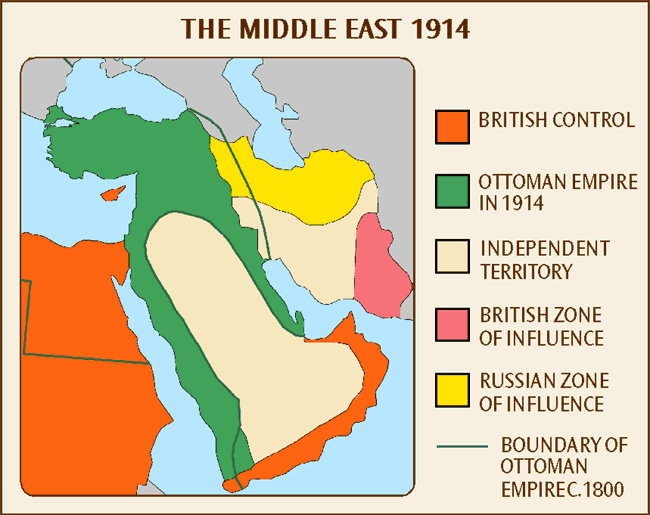 THE MIDDLE EAST 1914
BRITISH CONTROL
OTTOMAN EMPIRE
IN 1914
INDEPENDENT
TERRITORY
BRITISH ZONE
OF INFLUENCE
RUSSIAN ZONE
OF INFLUENCE
BOUNDARY OF
OTTOMAN
EMPIREC.1800